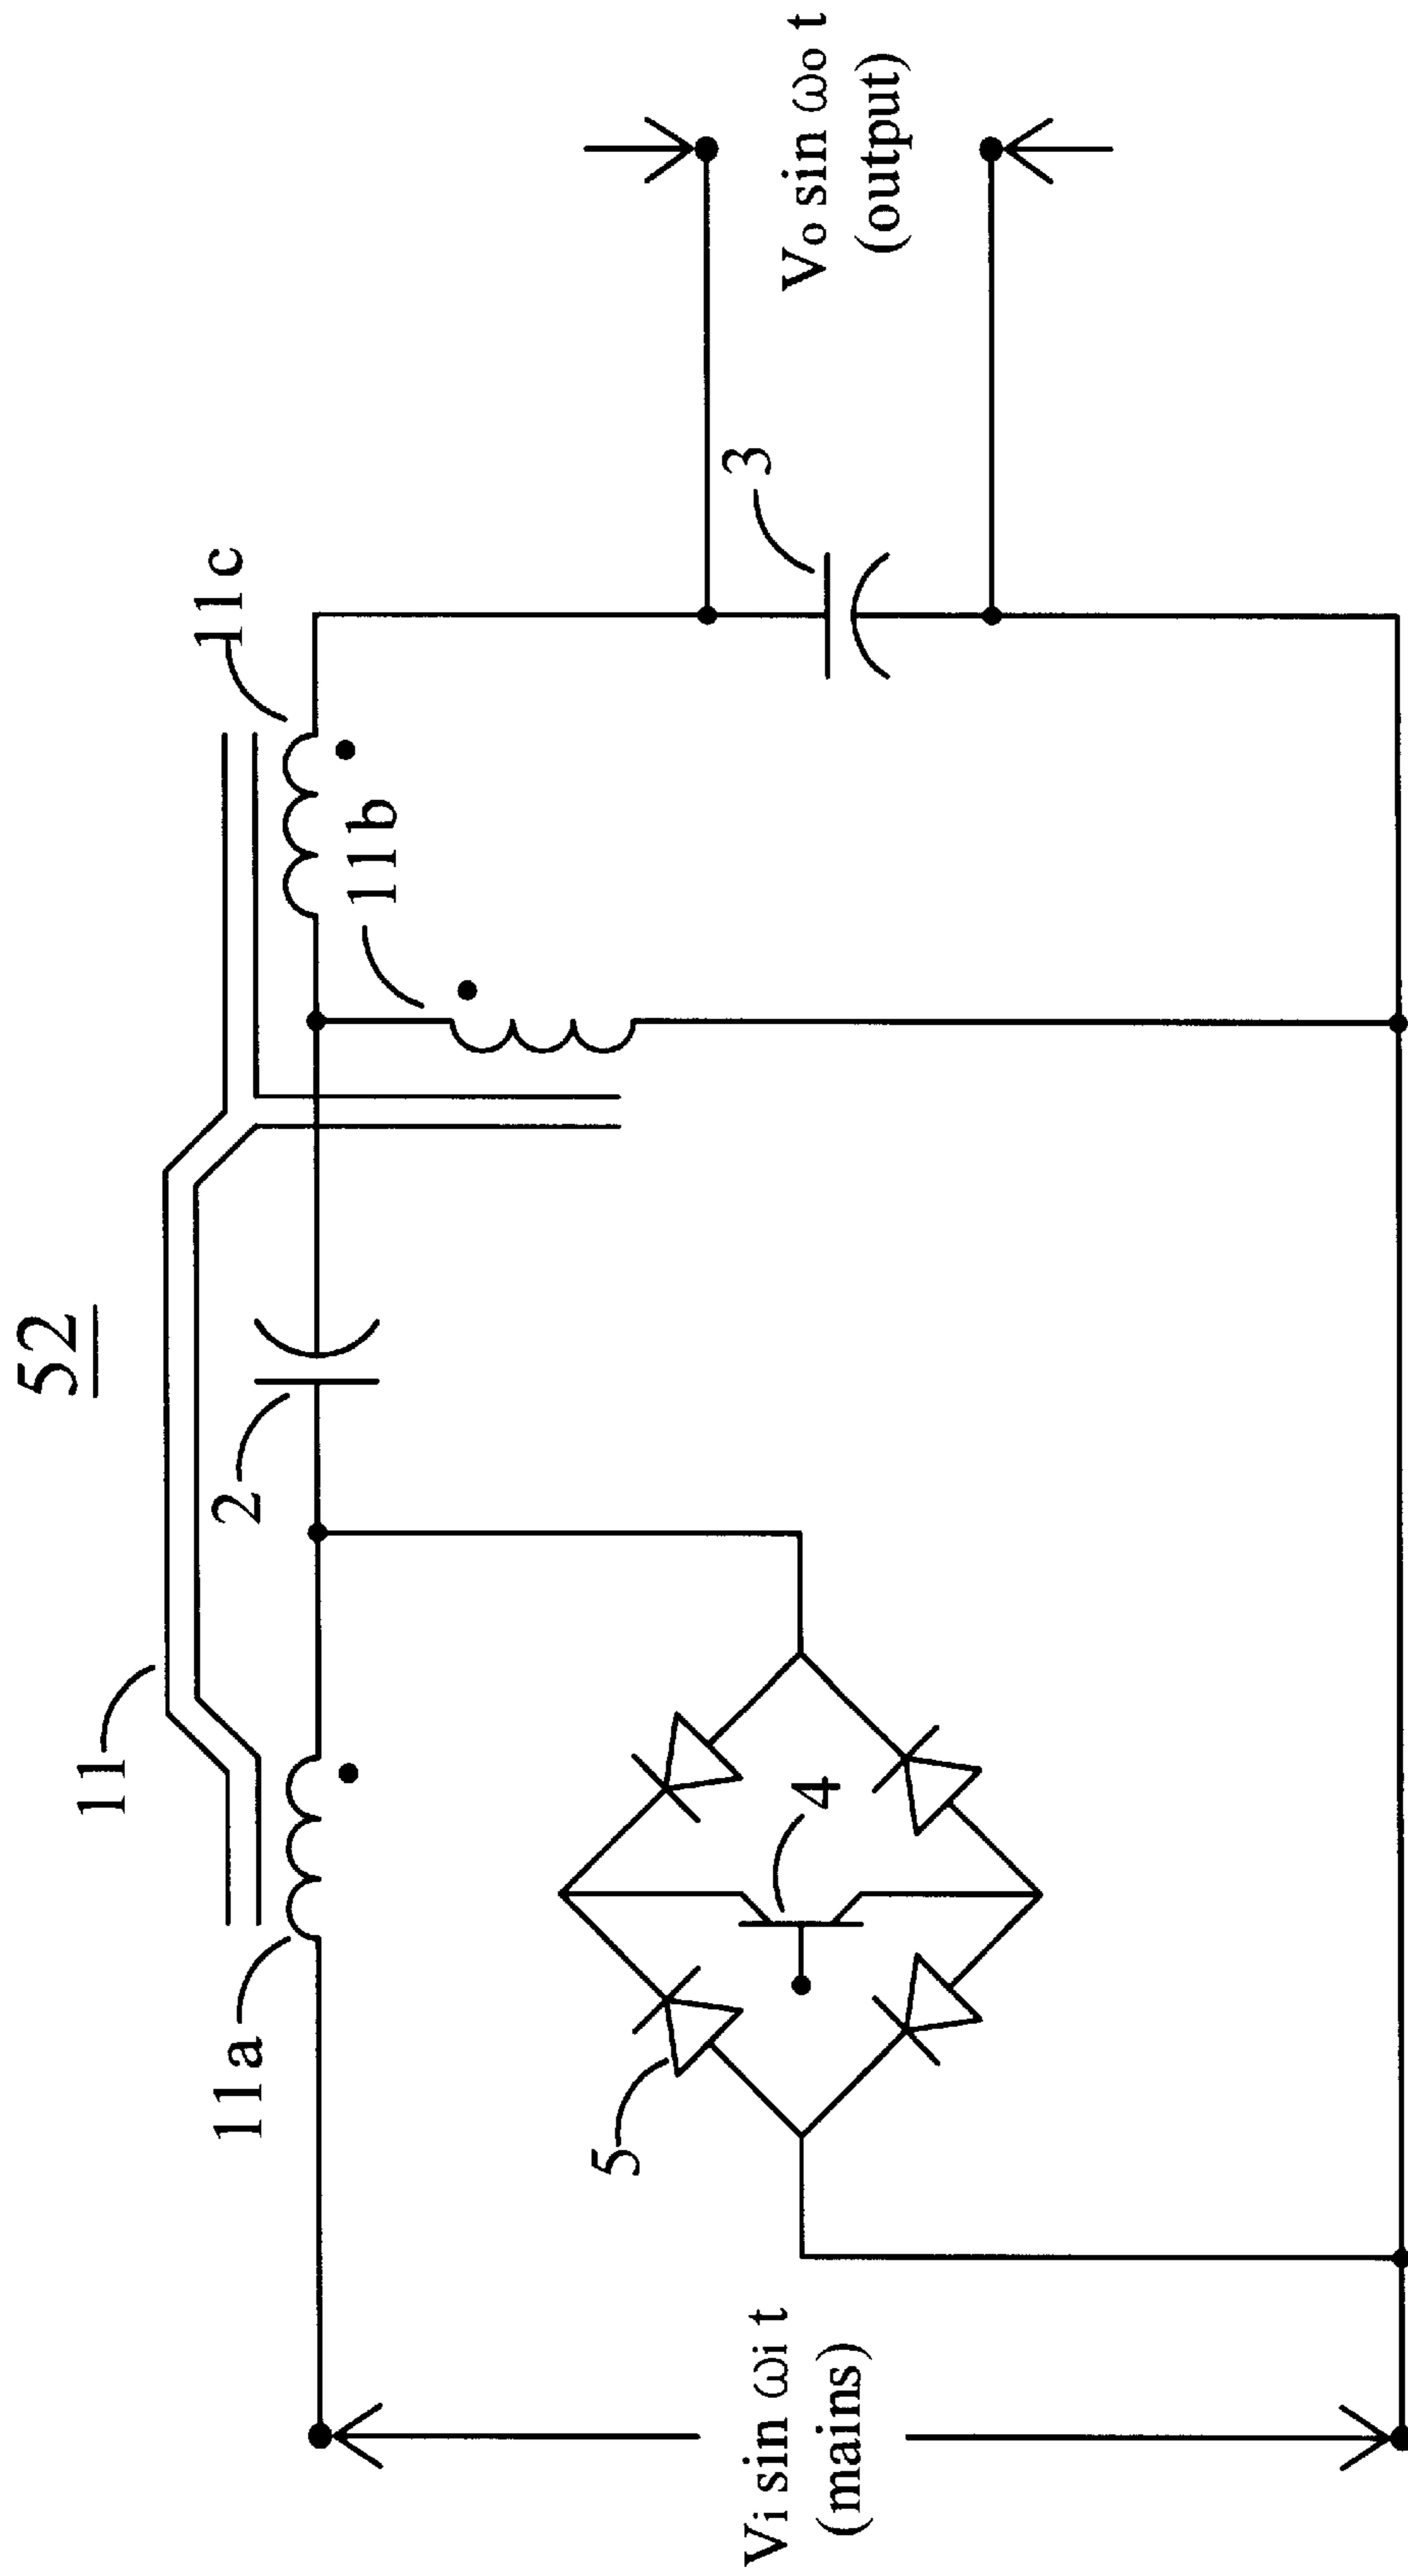 52
11
11a
2
11b
11c
5
4
3
Vi sin ωi t
(mains)
Vo sin ωo t
(output)